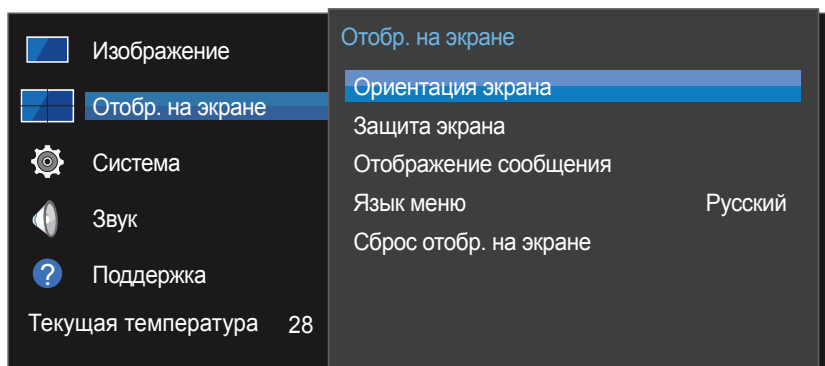 Изображение
Отобр. на экране
Система
Звук
? Поддержка
Текущая температура 28
Отобр. на экране
Ориентация экрана
Защита экрана
Отображение сообщения
Язык меню Русский
Сброс отобр. на экране